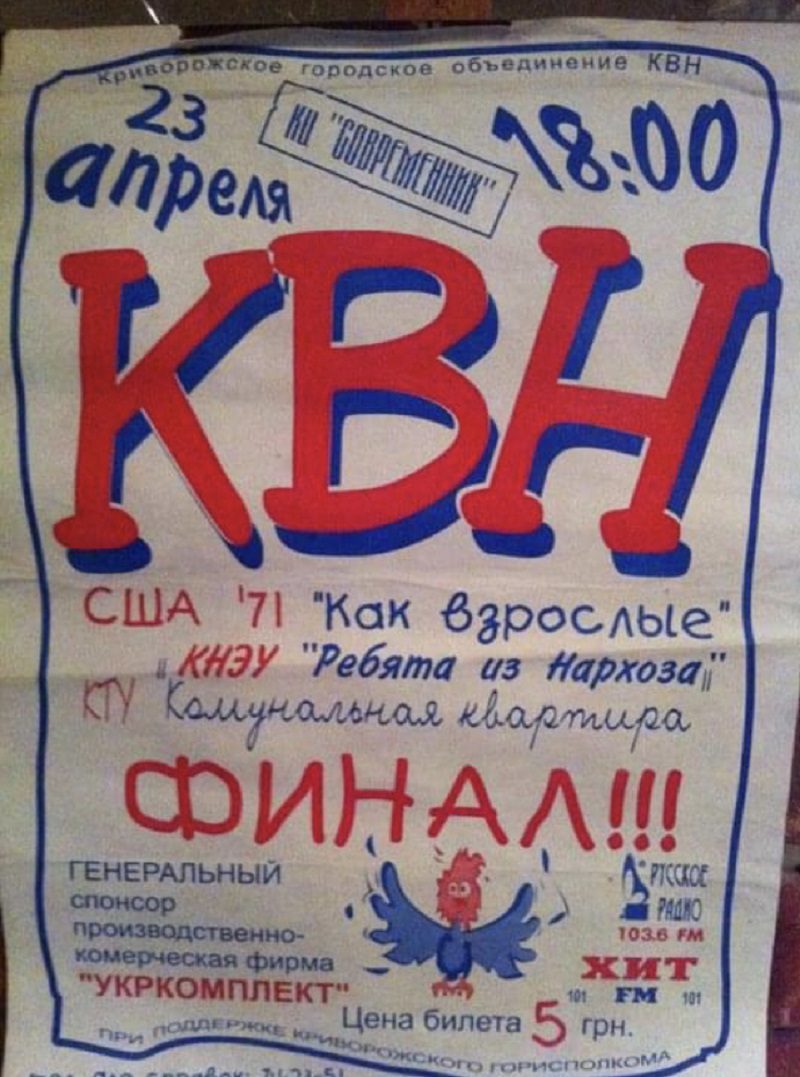 Криворожское городское объединение КВН
23 апреля
КЦ "СОВРЕМЕННИК"
18:00
КВН
США '71 "Как взрослые"
КНЭУ "Ребята из Нархоза"
КТУ "Комунальная квартира"
ФИНАЛ!!!
ГЕНЕРАЛЬНЫЙ
спонсор
производственно-
комерческая фирма
"УКРКОМПЛЕКТ"
РУССКОЕ
РАДИО
103.6 FM
ХИТ
101 FM 101
Цена билета 5 грн.
ПРИ ПОДДЕРЖКЕ КРИВОРОЖСКОГО ГОРИСПОЛКОМА